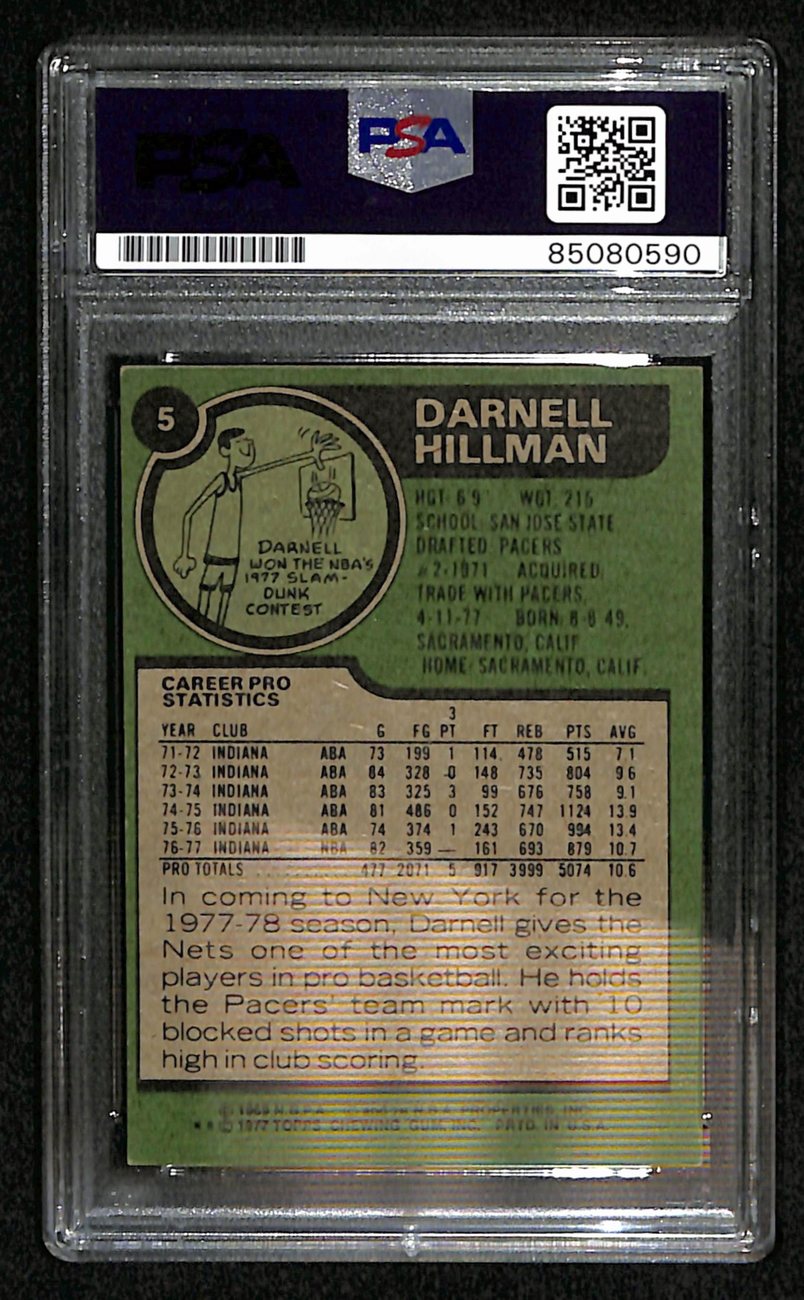 PSA
PSA
85080590
5
DARNELL
HILLMAN
DARNELL
WON THE NBA'S
1977 SLAM-
DUNK
CONTEST
HGT: 6'9" WGT: 215
SCHOOL: SAN JOSE STATE
DRAFTED: PACERS
#2-1971 ACQUIRED:
TRADE WITH PACERS,
4-11-77 BORN: 8-8-49,
SACRAMENTO, CALIF.
HOME: SACRAMENTO, CALIF.
CAREER PRO
STATISTICS
YEAR CLUB G FG 3 PT FT REB PTS AVG
71-72 INDIANA ABA 73 199 1 114 478 515 7.1
72-73 INDIANA ABA 84 328 0 148 735 804 9.6
73-74 INDIANA ABA 83 325 3 99 676 758 9.1
74-75 INDIANA ABA 81 486 0 152 747 1124 13.9
75-76 INDIANA ABA 74 374 1 243 670 994 13.4
76-77 INDIANA NBA 82 359 — 161 693 879 10.7
PRO TOTALS ........ 477 2071 5 917 3999 5074 10.6
In coming to New York for the
1977-78 season, Darnell gives the
Nets one of the most exciting
players in pro basketball. He holds
the Pacers' team mark with 10
blocked shots in a game and ranks
high in club scoring.
N.B.A. PROPERTIES, INC.
* * © 1977 TOPPS CHEWING GUM, INC. PRTD. IN U.S.A.